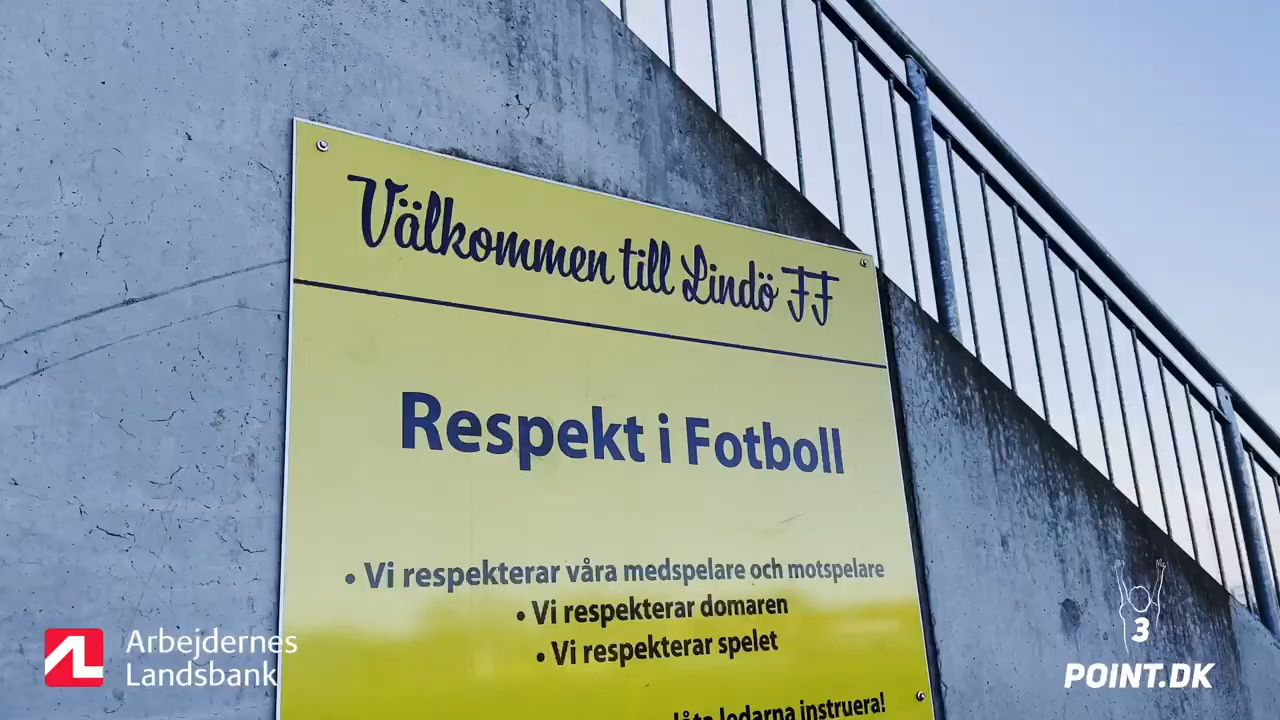 Välkommen till Lindö FF
Respekt i Fotboll
• Vi respekterar våra medspelare och motspelare
• Vi respekterar domaren
• Vi respekterar spelet
låta ledarna instruera!
Arbejdernes
Landsbank
3
POINT.DK